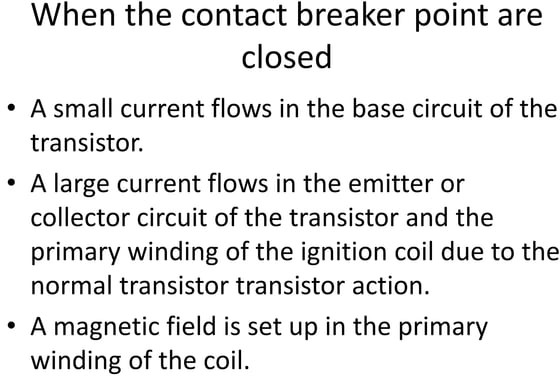 When the contact breaker point are
closed
• A small current flows in the base circuit of the
transistor.
• A large current flows in the emitter or
collector circuit of the transistor and the
primary winding of the ignition coil due to the
normal transistor transistor action.
• A magnetic field is set up in the primary
winding of the coil.